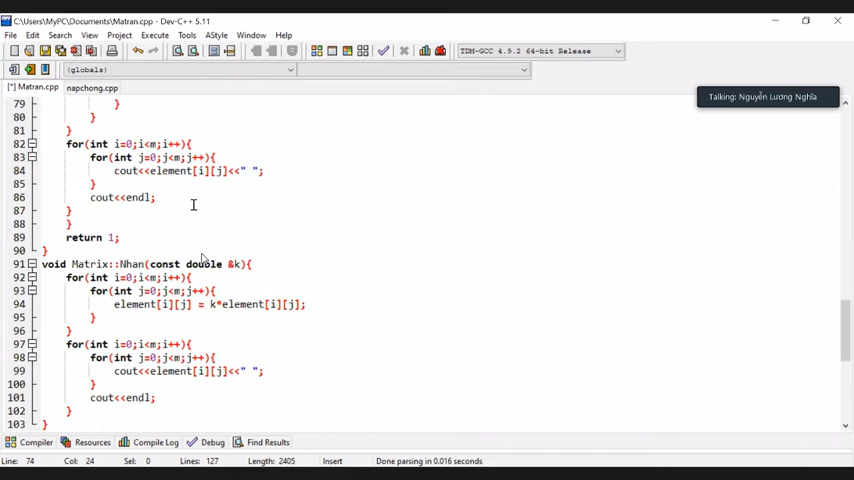 C:\Users\MyPC\Documents\Matran.cpp - Dev-C++ 5.11
File Edit Search View Project Execute Tools AStyle Window Help
TDM-GCC 4.9.2 64-bit Release
(globals)
[*] Matran.cpp napchong.cpp
Talking: Nguyễn Lương Nghĩa
79 }
80 }
81 }
82 for(int i=0;i<m;i++){
83 for(int j=0;j<m;j++){
84 cout<<element[i][j]<<" ";
85 }
86 cout<<endl;
87 }
88 }
89 return 1;
90 }
91 void Matrix::Nhan(const double &k){
92 for(int i=0;i<m;i++){
93 for(int j=0;j<m;j++){
94 element[i][j] = k*element[i][j];
95 }
96 }
97 for(int i=0;i<m;i++){
98 for(int j=0;j<m;j++){
99 cout<<element[i][j]<<" ";
100 }
101 cout<<endl;
102 }
103 }
Compiler Resources Compile Log Debug Find Results
Line: 74 Col: 24 Sel: 0 Lines: 127 Length: 2405 Insert Done parsing in 0.016 seconds